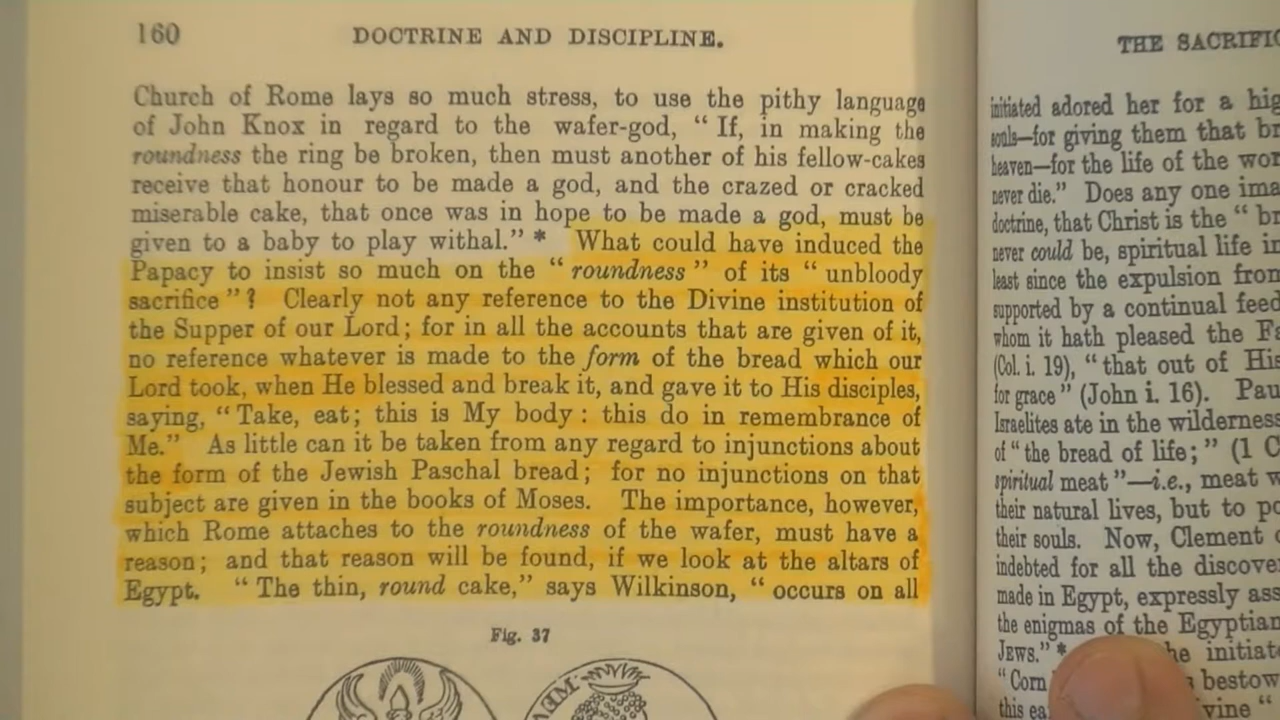 160 DOCTRINE AND DISCIPLINE.
Church of Rome lays so much stress, to use the pithy language
of John Knox in regard to the wafer-god, “ If, in making the
roundness the ring be broken, then must another of his fellow-cakes
receive that honour to be made a god, and the crazed or cracked
miserable cake, that once was in hope to be made a god, must be
given to a baby to play withal.” * What could have induced the
Papacy to insist so much on the “ roundness ” of its “ unbloody
sacrifice ” ? Clearly not any reference to the Divine institution of
the Supper of our Lord ; for in all the accounts that are given of it,
no reference whatever is made to the form of the bread which our
Lord took, when He blessed and break it, and gave it to His disciples,
saying, “ Take, eat ; this is My body : this do in remembrance of
Me.” As little can it be taken from any regard to injunctions about
the form of the Jewish Paschal bread ; for no injunctions on that
subject are given in the books of Moses. The importance, however,
which Rome attaches to the roundness of the wafer, must have a
reason ; and that reason will be found, if we look at the altars of
Egypt. “ The thin, round cake,” says Wilkinson, “ occurs on all
Fig. 37
THE
initiated adored her for a
souls—for giving them that
heaven—for the life of the
never die.” Does any one
doctrine, that Christ is the “
never could be, spiritual life
least since the expulsion from
supported by a continual
whom it hath pleased the
(Col. i. 19), “ that out of His
for grace ” (John i. 16).
Israelites ate in the wilderness
of “ the bread of life ; ” (1
spiritual meat ”—i.e., meat
their natural lives, but to
their souls. Now, Clement
indebted for all the
made in Egypt, expressly
the enigmas of the Egyptian
JEWS.” *
“ Corn
this